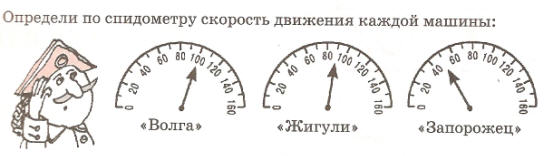 Определи по спидометру скорость движения каждой машины:
0 20 40 60 80 100 120 140 160
0 20 40 60 80 100 120 140 160
0 20 40 60 80 100 120 140 160
«Волга» «Жигули» «Запорожец»